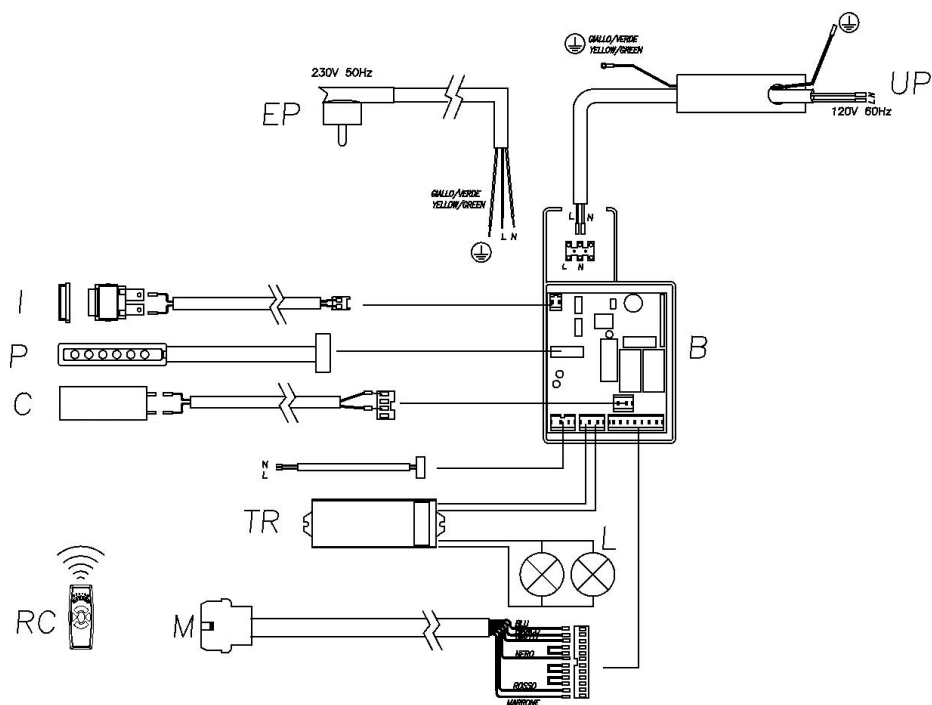 GIALLO/VERDE
YELLOW/GREEN
UP
L N
120V 60Hz
230V 50Hz
EP
GIALLO/VERDE
YELLOW/GREEN
L N
L N
L N
I
P
C
B
N
L
TR
L
RC
M
BLU
NERO
ROSSO
MARRONE